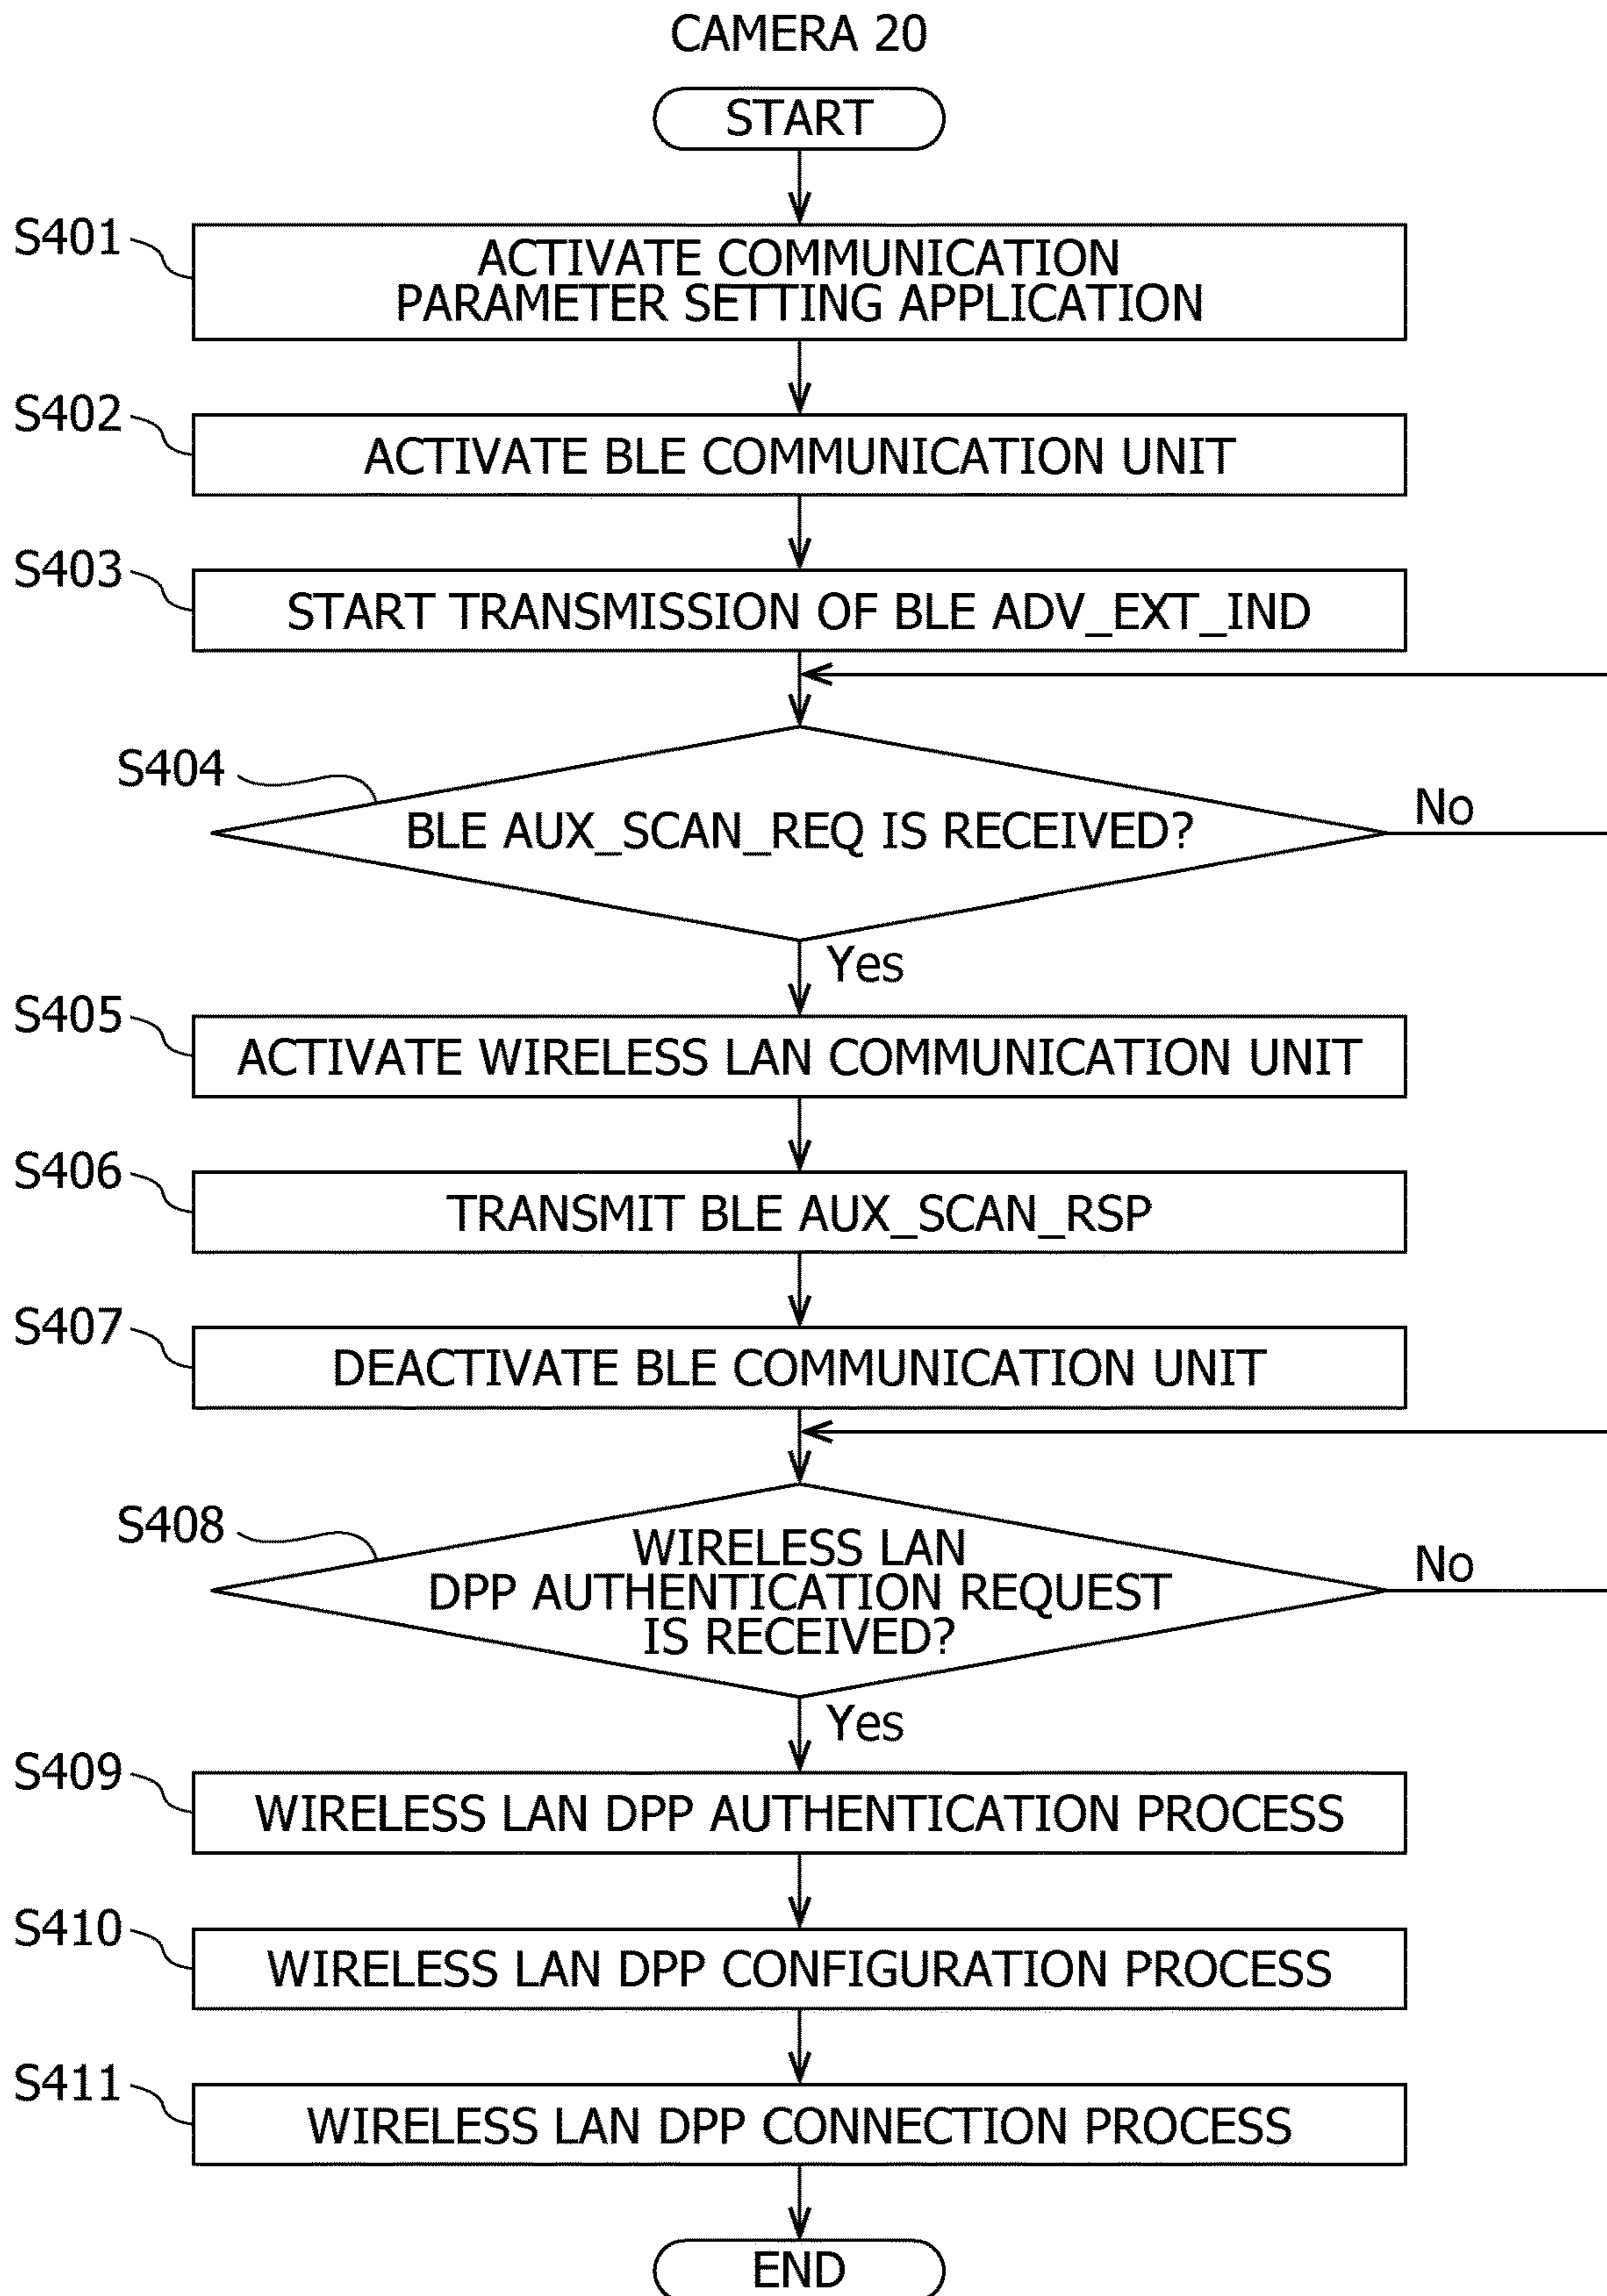 CAMERA 20
START
S401
ACTIVATE COMMUNICATION
PARAMETER SETTING APPLICATION
S402
ACTIVATE BLE COMMUNICATION UNIT
S403
START TRANSMISSION OF BLE ADV_EXT_IND
S404
BLE AUX_SCAN_REQ IS RECEIVED?
No
Yes
S405
ACTIVATE WIRELESS LAN COMMUNICATION UNIT
S406
TRANSMIT BLE AUX_SCAN_RSP
S407
DEACTIVATE BLE COMMUNICATION UNIT
S408
WIRELESS LAN
DPP AUTHENTICATION REQUEST
IS RECEIVED?
No
Yes
S409
WIRELESS LAN DPP AUTHENTICATION PROCESS
S410
WIRELESS LAN DPP CONFIGURATION PROCESS
S411
WIRELESS LAN DPP CONNECTION PROCESS
END